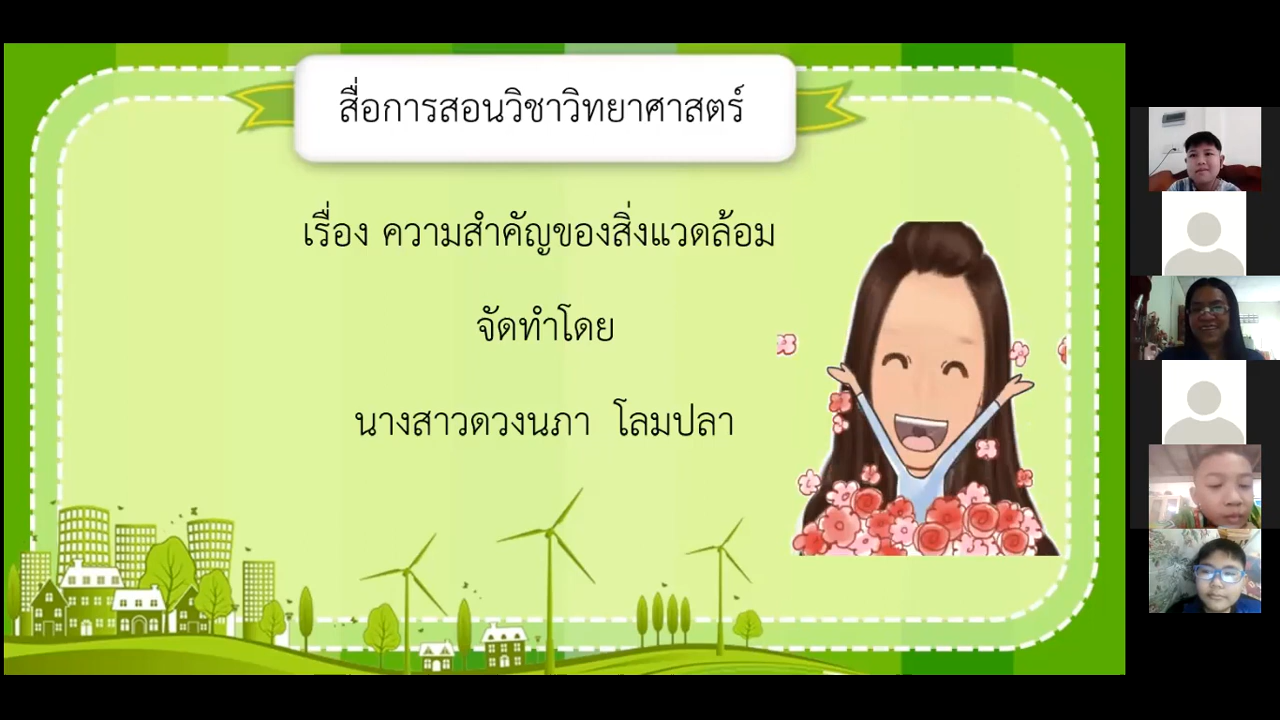 สื่อการสอนวิชาวิทยาศาสตร์
เรื่อง ความสำคัญของสิ่งแวดล้อม
จัดทำโดย
นางสาวดวงนภา โลมปลา